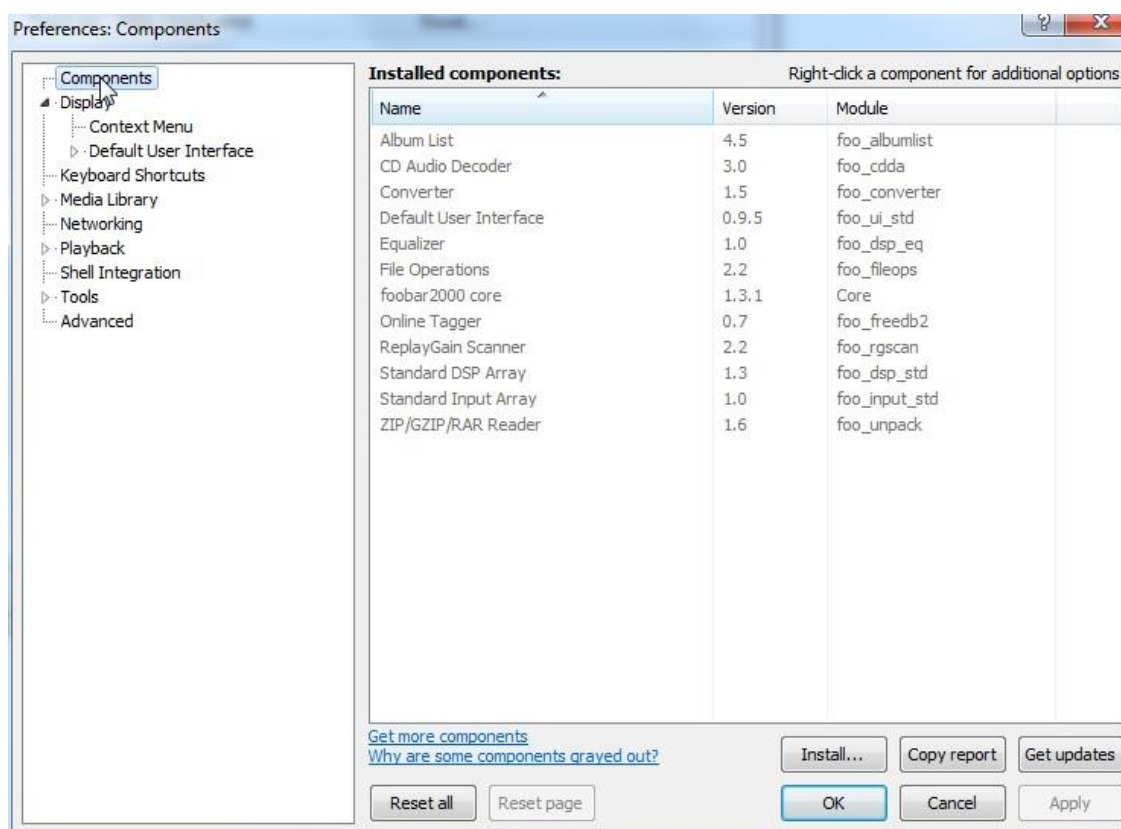 Preferences: Components
Components
Display
Context Menu
Default User Interface
Keyboard Shortcuts
Media Library
Networking
Playback
Shell Integration
Tools
Advanced
Installed components: Right-click a component for additional options
Name Version Module
Album List 4.5 foo_albumlist
CD Audio Decoder 3.0 foo_cdda
Converter 1.5 foo_converter
Default User Interface 0.9.5 foo_ui_std
Equalizer 1.0 foo_dsp_eq
File Operations 2.2 foo_fileops
foobar2000 core 1.3.1 Core
Online Tagger 0.7 foo_freedb2
ReplayGain Scanner 2.2 foo_rgscan
Standard DSP Array 1.3 foo_dsp_std
Standard Input Array 1.0 foo_input_std
ZIP/GZIP/RAR Reader 1.6 foo_unpack
Get more components
Why are some components grayed out?
Install... Copy report Get updates
Reset all Reset page OK Cancel Apply